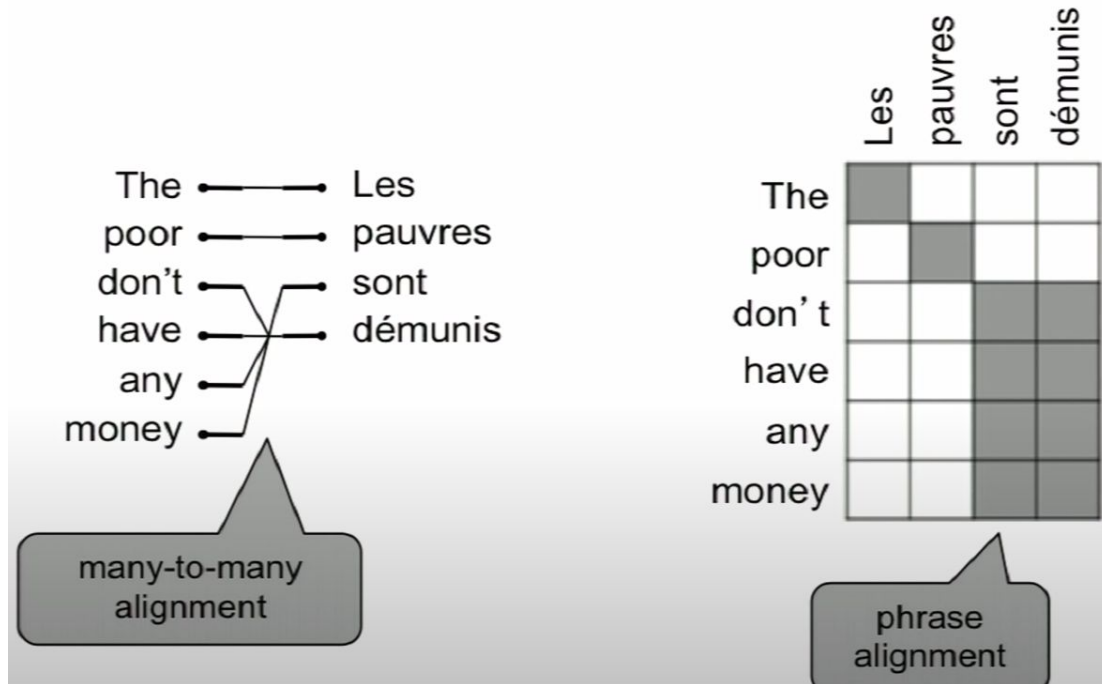 The Les
poor pauvres
don't sont
have démunis
any
money
many-to-many
alignment
Les
pauvres
sont
démunis
The
poor
don't
have
any
money
phrase
alignment